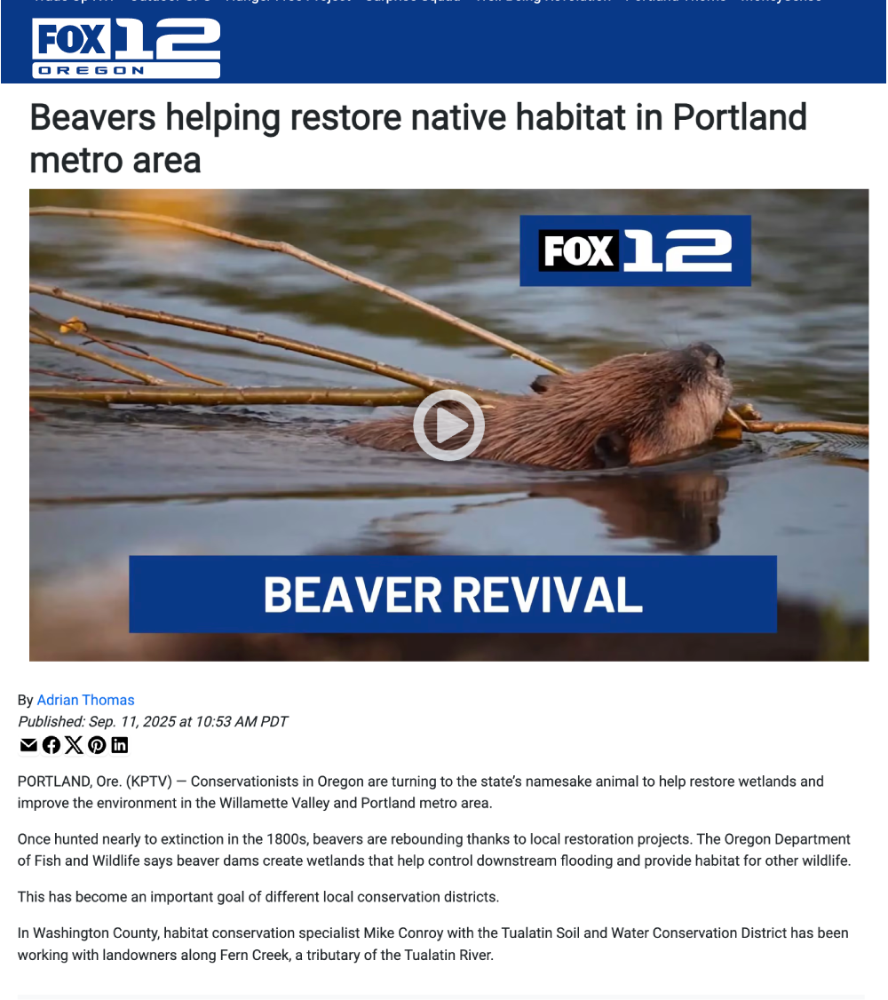 FOX 12
OREGON
Beavers helping restore native habitat in Portland
metro area
FOX 12
BEAVER REVIVAL
By Adrian Thomas
Published: Sep. 11, 2025 at 10:53 AM PDT
PORTLAND, Ore. (KPTV) — Conservationists in Oregon are turning to the state’s namesake animal to help restore wetlands and
improve the environment in the Willamette Valley and Portland metro area.
Once hunted nearly to extinction in the 1800s, beavers are rebounding thanks to local restoration projects. The Oregon Department
of Fish and Wildlife says beaver dams create wetlands that help control downstream flooding and provide habitat for other wildlife.
This has become an important goal of different local conservation districts.
In Washington County, habitat conservation specialist Mike Conroy with the Tualatin Soil and Water Conservation District has been
working with landowners along Fern Creek, a tributary of the Tualatin River.